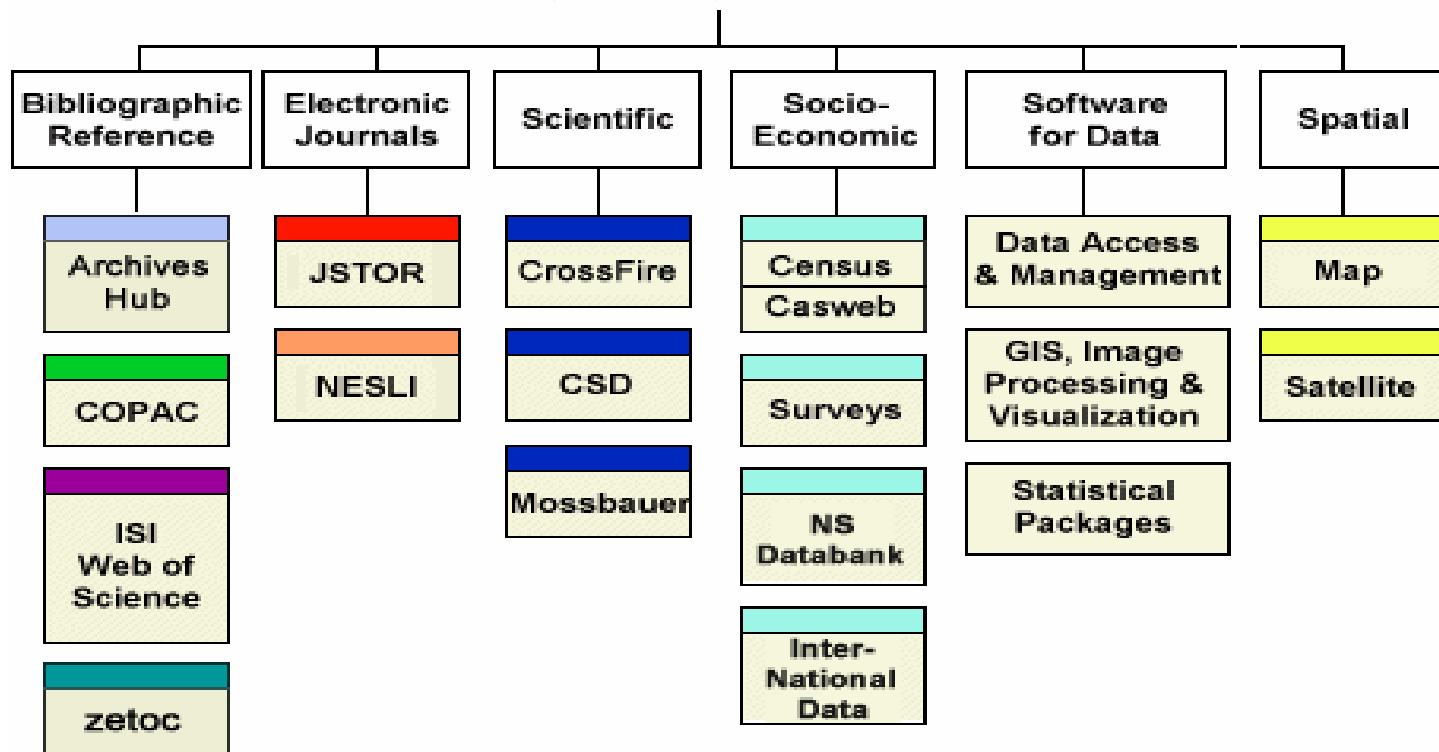 Bibliographic
Reference
Electronic
Journals
Scientific
Socio-
Economic
Software
for Data
Spatial
Archives
Hub
COPAC
ISI
Web of
Science
zetoc
JSTOR
NESLI
CrossFire
CSD
Mossbauer
Census
Casweb
Surveys
NS
Databank
Inter-
National
Data
Data Access
& Management
GIS, Image
Processing &
Visualization
Statistical
Packages
Map
Satellite